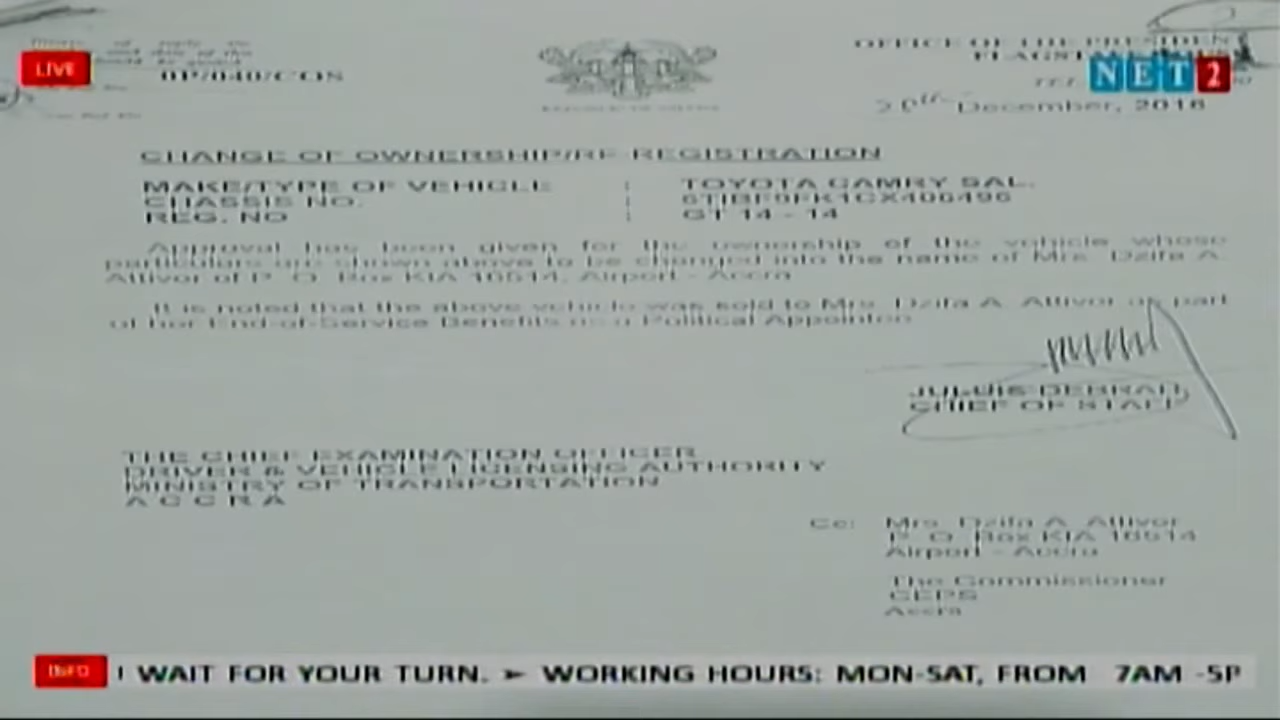 LIVE
OP/040/CON
OFFICE OF THE PRESIDENT
NET2
20th December, 2016
CHANGE OF OWNERSHIP/RE-REGISTRATION
MAKE/TYPE OF VEHICLE : TOYOTA CAMRY SAL.
CHASSIS NO. : 6T1BF9FK1CX406496
REG. NO : GT 14 - 14
Approval has been given for the ownership of the vehicle whose
particulars are shown above to be changed into the name of Mrs. Dzifa A.
Attivor of P. O. Box KIA 16514, Airport - Accra
It is noted that the above vehicle was sold to Mrs. Dzifa A. Attivor as part
of her End-of-Service Benefits as a Political Appointee
JULIUS DEBRAH
CHIEF OF STAFF
THE CHIEF EXAMINATION OFFICER
DRIVER & VEHICLE LICENSING AUTHORITY
MINISTRY OF TRANSPORTATION
A C C R A
Cc: Mrs. Dzifa A. Attivor
P. O. Box KIA 16514
Airport - Accra
The Commissioner
CEPS
Accra
INFO
WAIT FOR YOUR TURN. ➤ WORKING HOURS: MON-SAT, FROM 7AM -5P